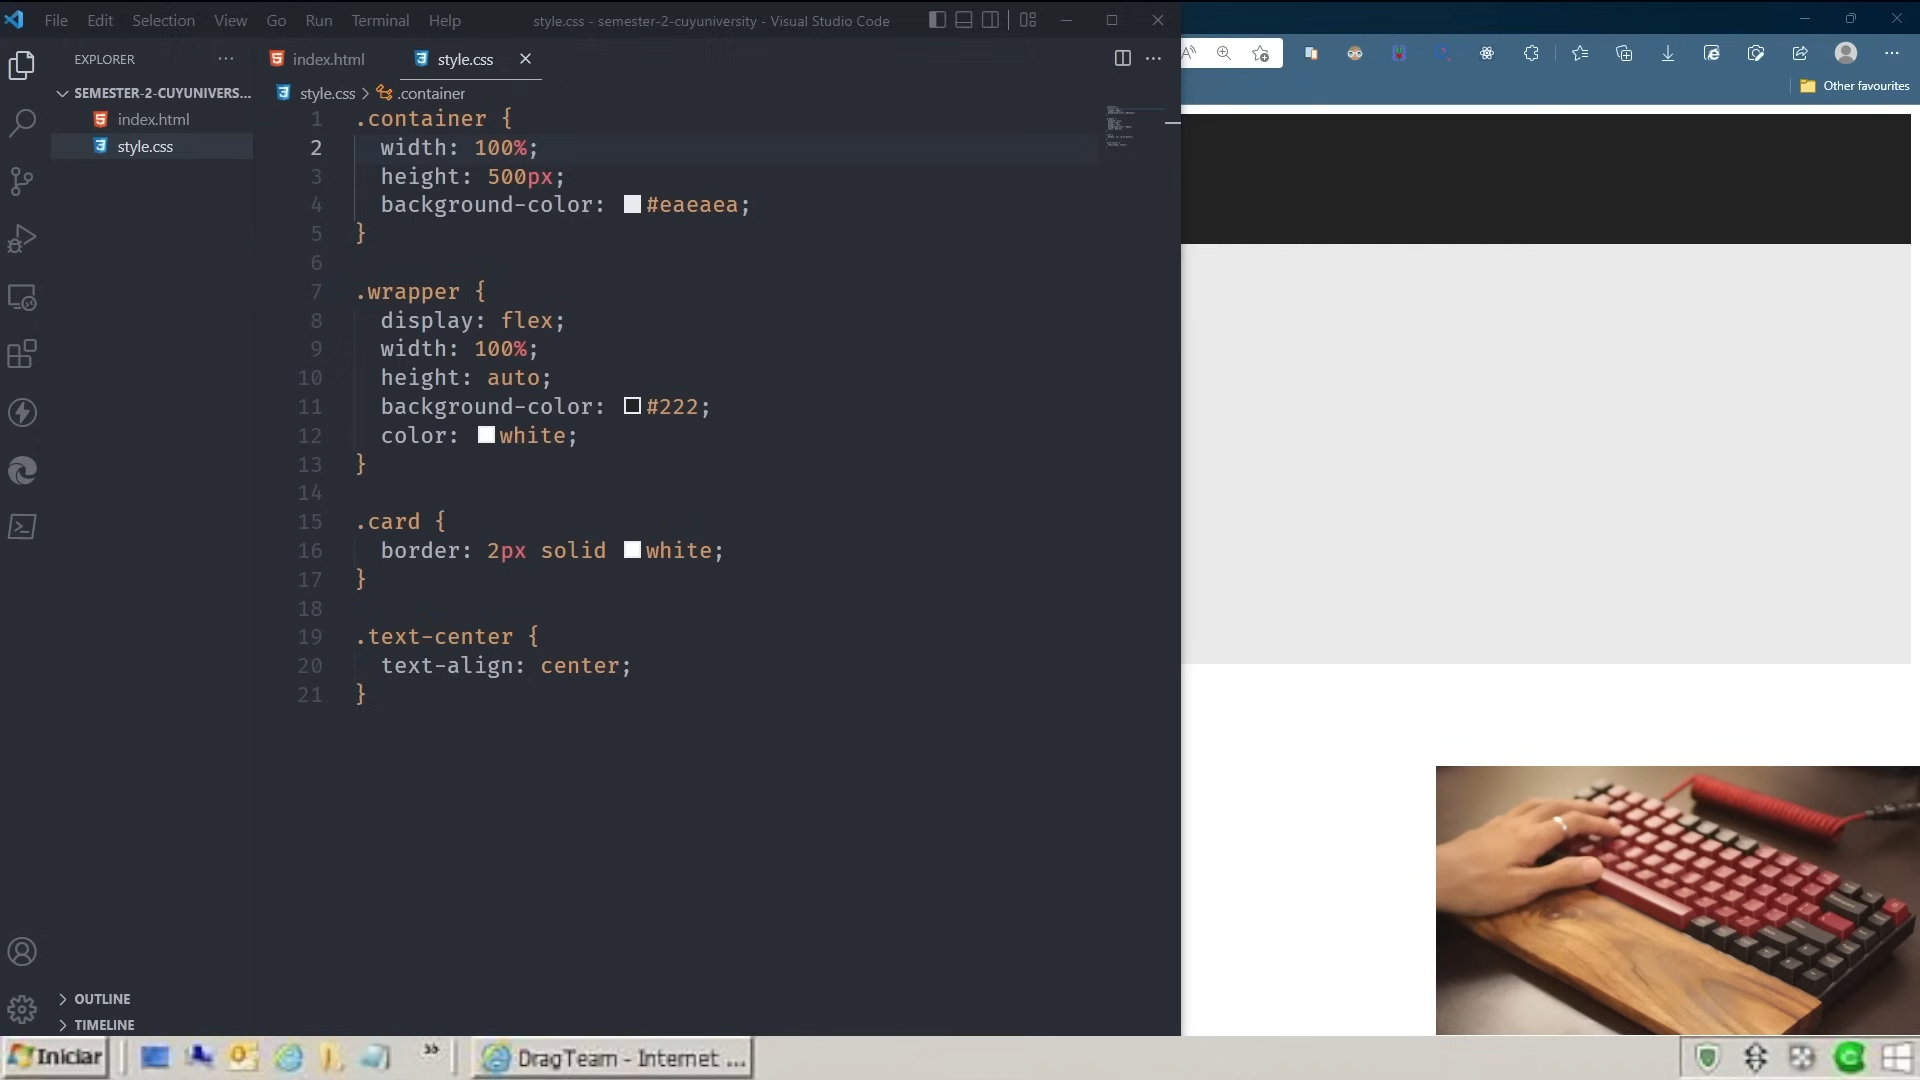 File Edit Selection View Go Run Terminal Help style.css - semester-2-cuyuniversity - Visual Studio Code
EXPLORER
index.html
style.css
SEMESTER-2-CUYUNIVERS...
index.html
style.css
style.css > .container
1 .container {
2 width: 100%;
3 height: 500px;
4 background-color: #eaeaea;
5 }
6
7 .wrapper {
8 display: flex;
9 width: 100%;
10 height: auto;
11 background-color: #222;
12 color: white;
13 }
14
15 .card {
16 border: 2px solid white;
17 }
18
19 .text-center {
20 text-align: center;
21 }
OUTLINE
TIMELINE
Other favourites
Iniciar
DragTeam - Internet ...